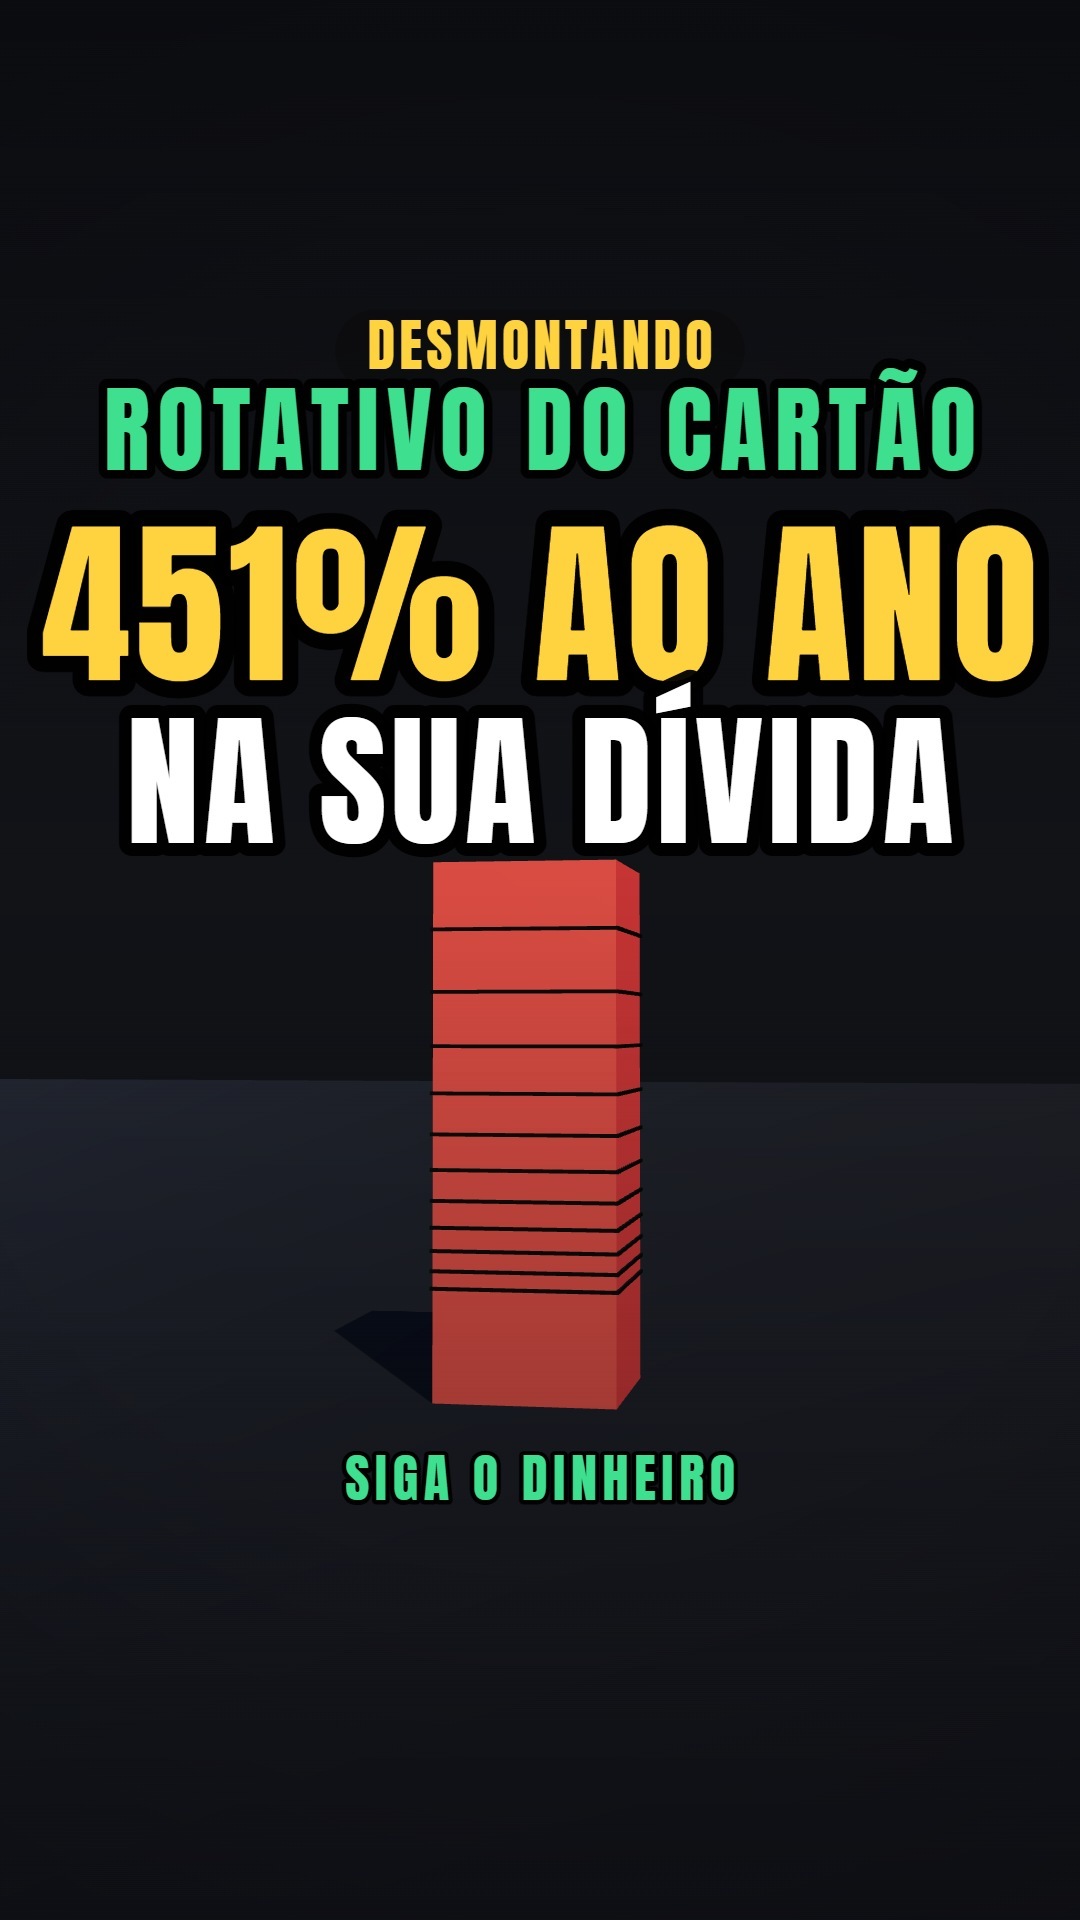 DESMONTANDO
ROTATIVO DO CARTÃO
451% AO ANO
NA SUA DÍVIDA
SIGA O DINHEIRO